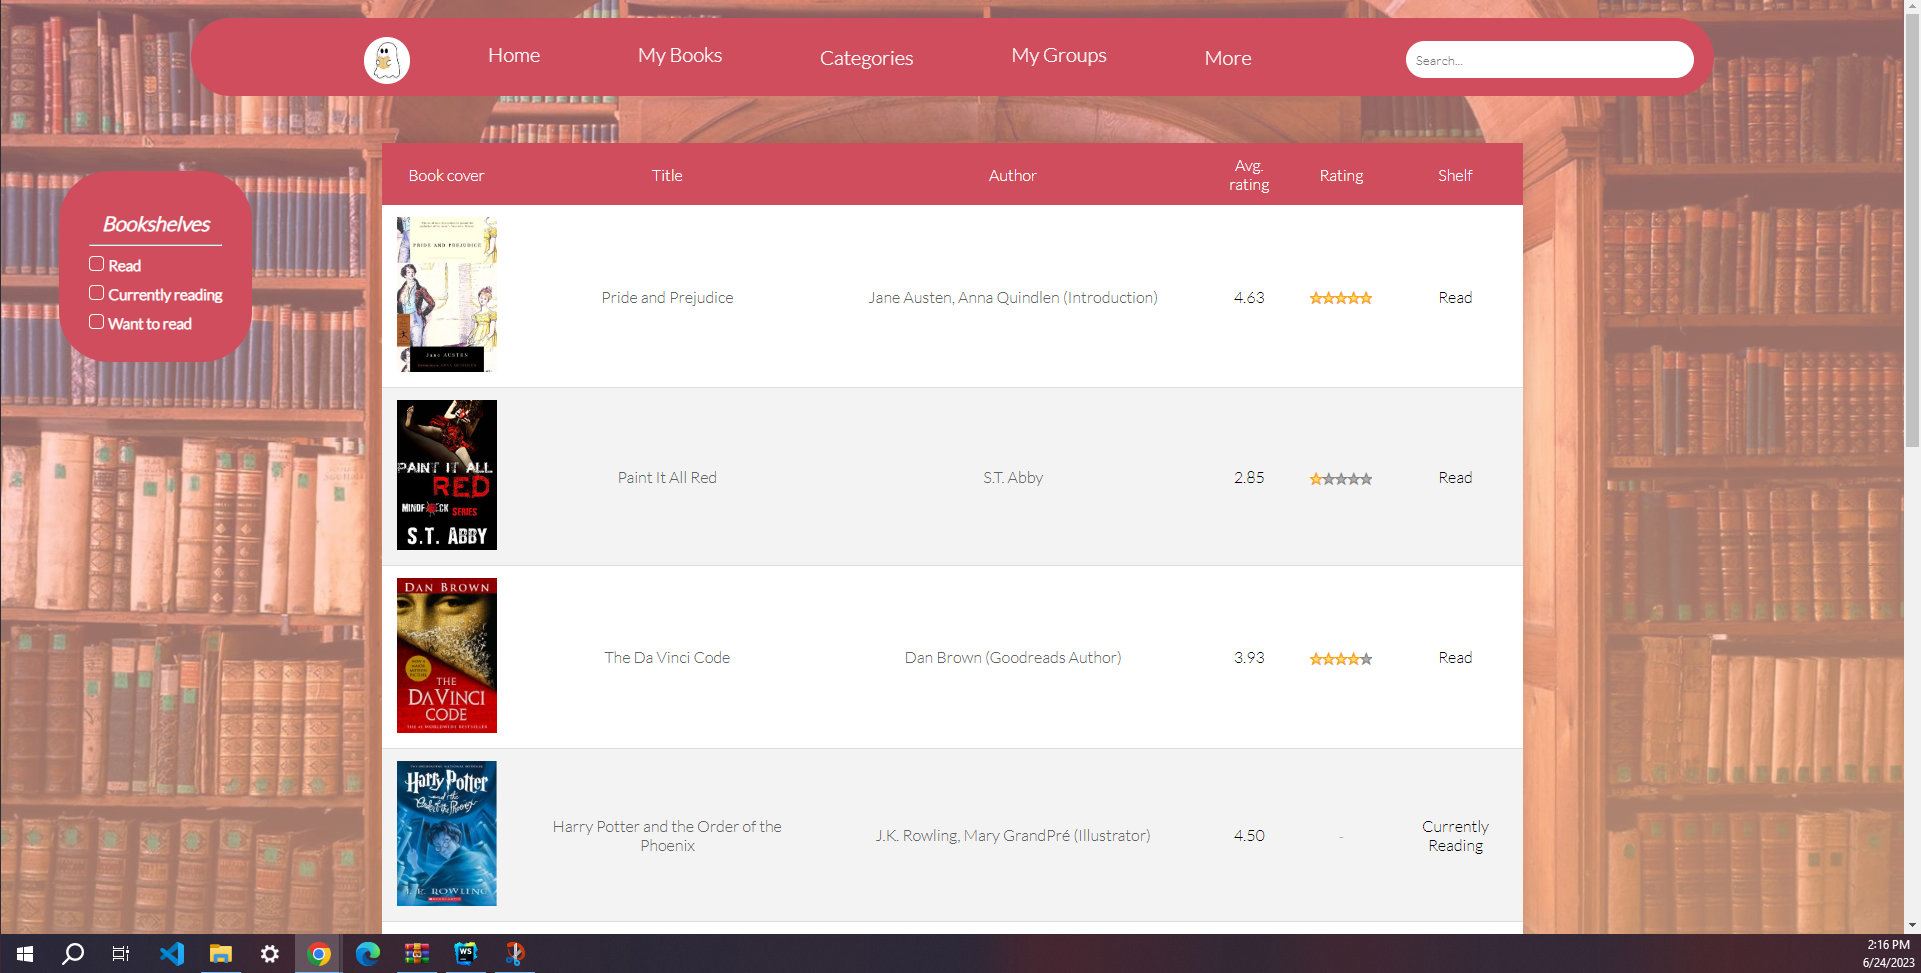 Home
My Books
Categories
My Groups
More
Search...
Bookshelves
Read
Currently reading
Want to read
Book cover
Title
Author
Avg.
rating
Rating
Shelf
PRIDE AND PREJUDICE
JANE AUSTEN
Pride and Prejudice
Jane Austen, Anna Quindlen (Introduction)
4.63
Read
PAINT IT ALL
RED
MINDF CK SERIES
S.T. ABBY
Paint It All Red
S.T. Abby
2.85
Read
DAN BROWN
THE
DA VINCI
CODE
The Da Vinci Code
Dan Brown (Goodreads Author)
3.93
Read
Harry Potter
and the
Order of the Phoenix
J. K. ROWLING
Harry Potter and the Order of the
Phoenix
J.K. Rowling, Mary GrandPré (Illustrator)
4.50
-
Currently
Reading
WS
2:16 PM
6/24/2023